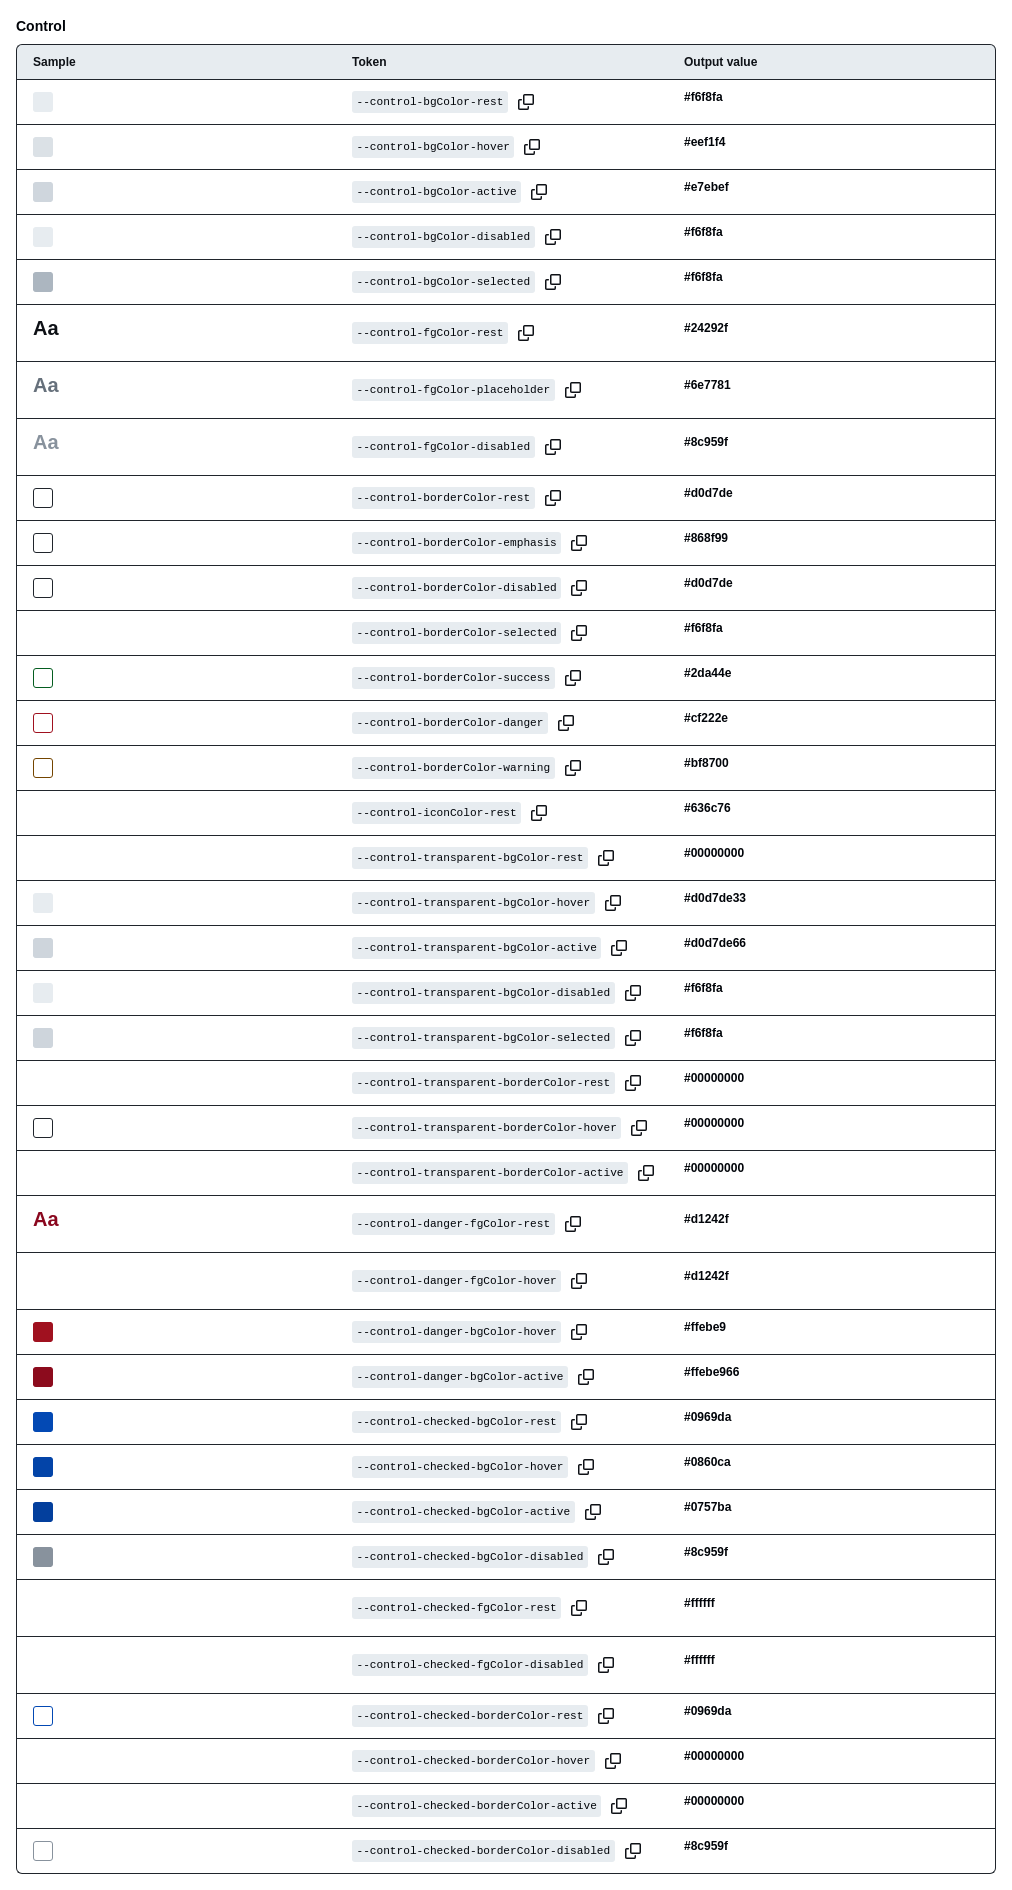 Control
Sample Token Output value
--control-bgColor-rest #f6f8fa
--control-bgColor-hover #eef1f4
--control-bgColor-active #e7ebef
--control-bgColor-disabled #f6f8fa
--control-bgColor-selected #f6f8fa
Aa --control-fgColor-rest #24292f
Aa --control-fgColor-placeholder #6e7781
Aa --control-fgColor-disabled #8c959f
--control-borderColor-rest #d0d7de
--control-borderColor-emphasis #868f99
--control-borderColor-disabled #d0d7de
--control-borderColor-selected #f6f8fa
--control-borderColor-success #2da44e
--control-borderColor-danger #cf222e
--control-borderColor-warning #bf8700
--control-iconColor-rest #636c76
--control-transparent-bgColor-rest #00000000
--control-transparent-bgColor-hover #d0d7de33
--control-transparent-bgColor-active #d0d7de66
--control-transparent-bgColor-disabled #f6f8fa
--control-transparent-bgColor-selected #f6f8fa
--control-transparent-borderColor-rest #00000000
--control-transparent-borderColor-hover #00000000
--control-transparent-borderColor-active #00000000
Aa --control-danger-fgColor-rest #d1242f
--control-danger-fgColor-hover #d1242f
--control-danger-bgColor-hover #ffebe9
--control-danger-bgColor-active #ffebe966
--control-checked-bgColor-rest #0969da
--control-checked-bgColor-hover #0860ca
--control-checked-bgColor-active #0757ba
--control-checked-bgColor-disabled #8c959f
--control-checked-fgColor-rest #ffffff
--control-checked-fgColor-disabled #ffffff
--control-checked-borderColor-rest #0969da
--control-checked-borderColor-hover #00000000
--control-checked-borderColor-active #00000000
--control-checked-borderColor-disabled #8c959f